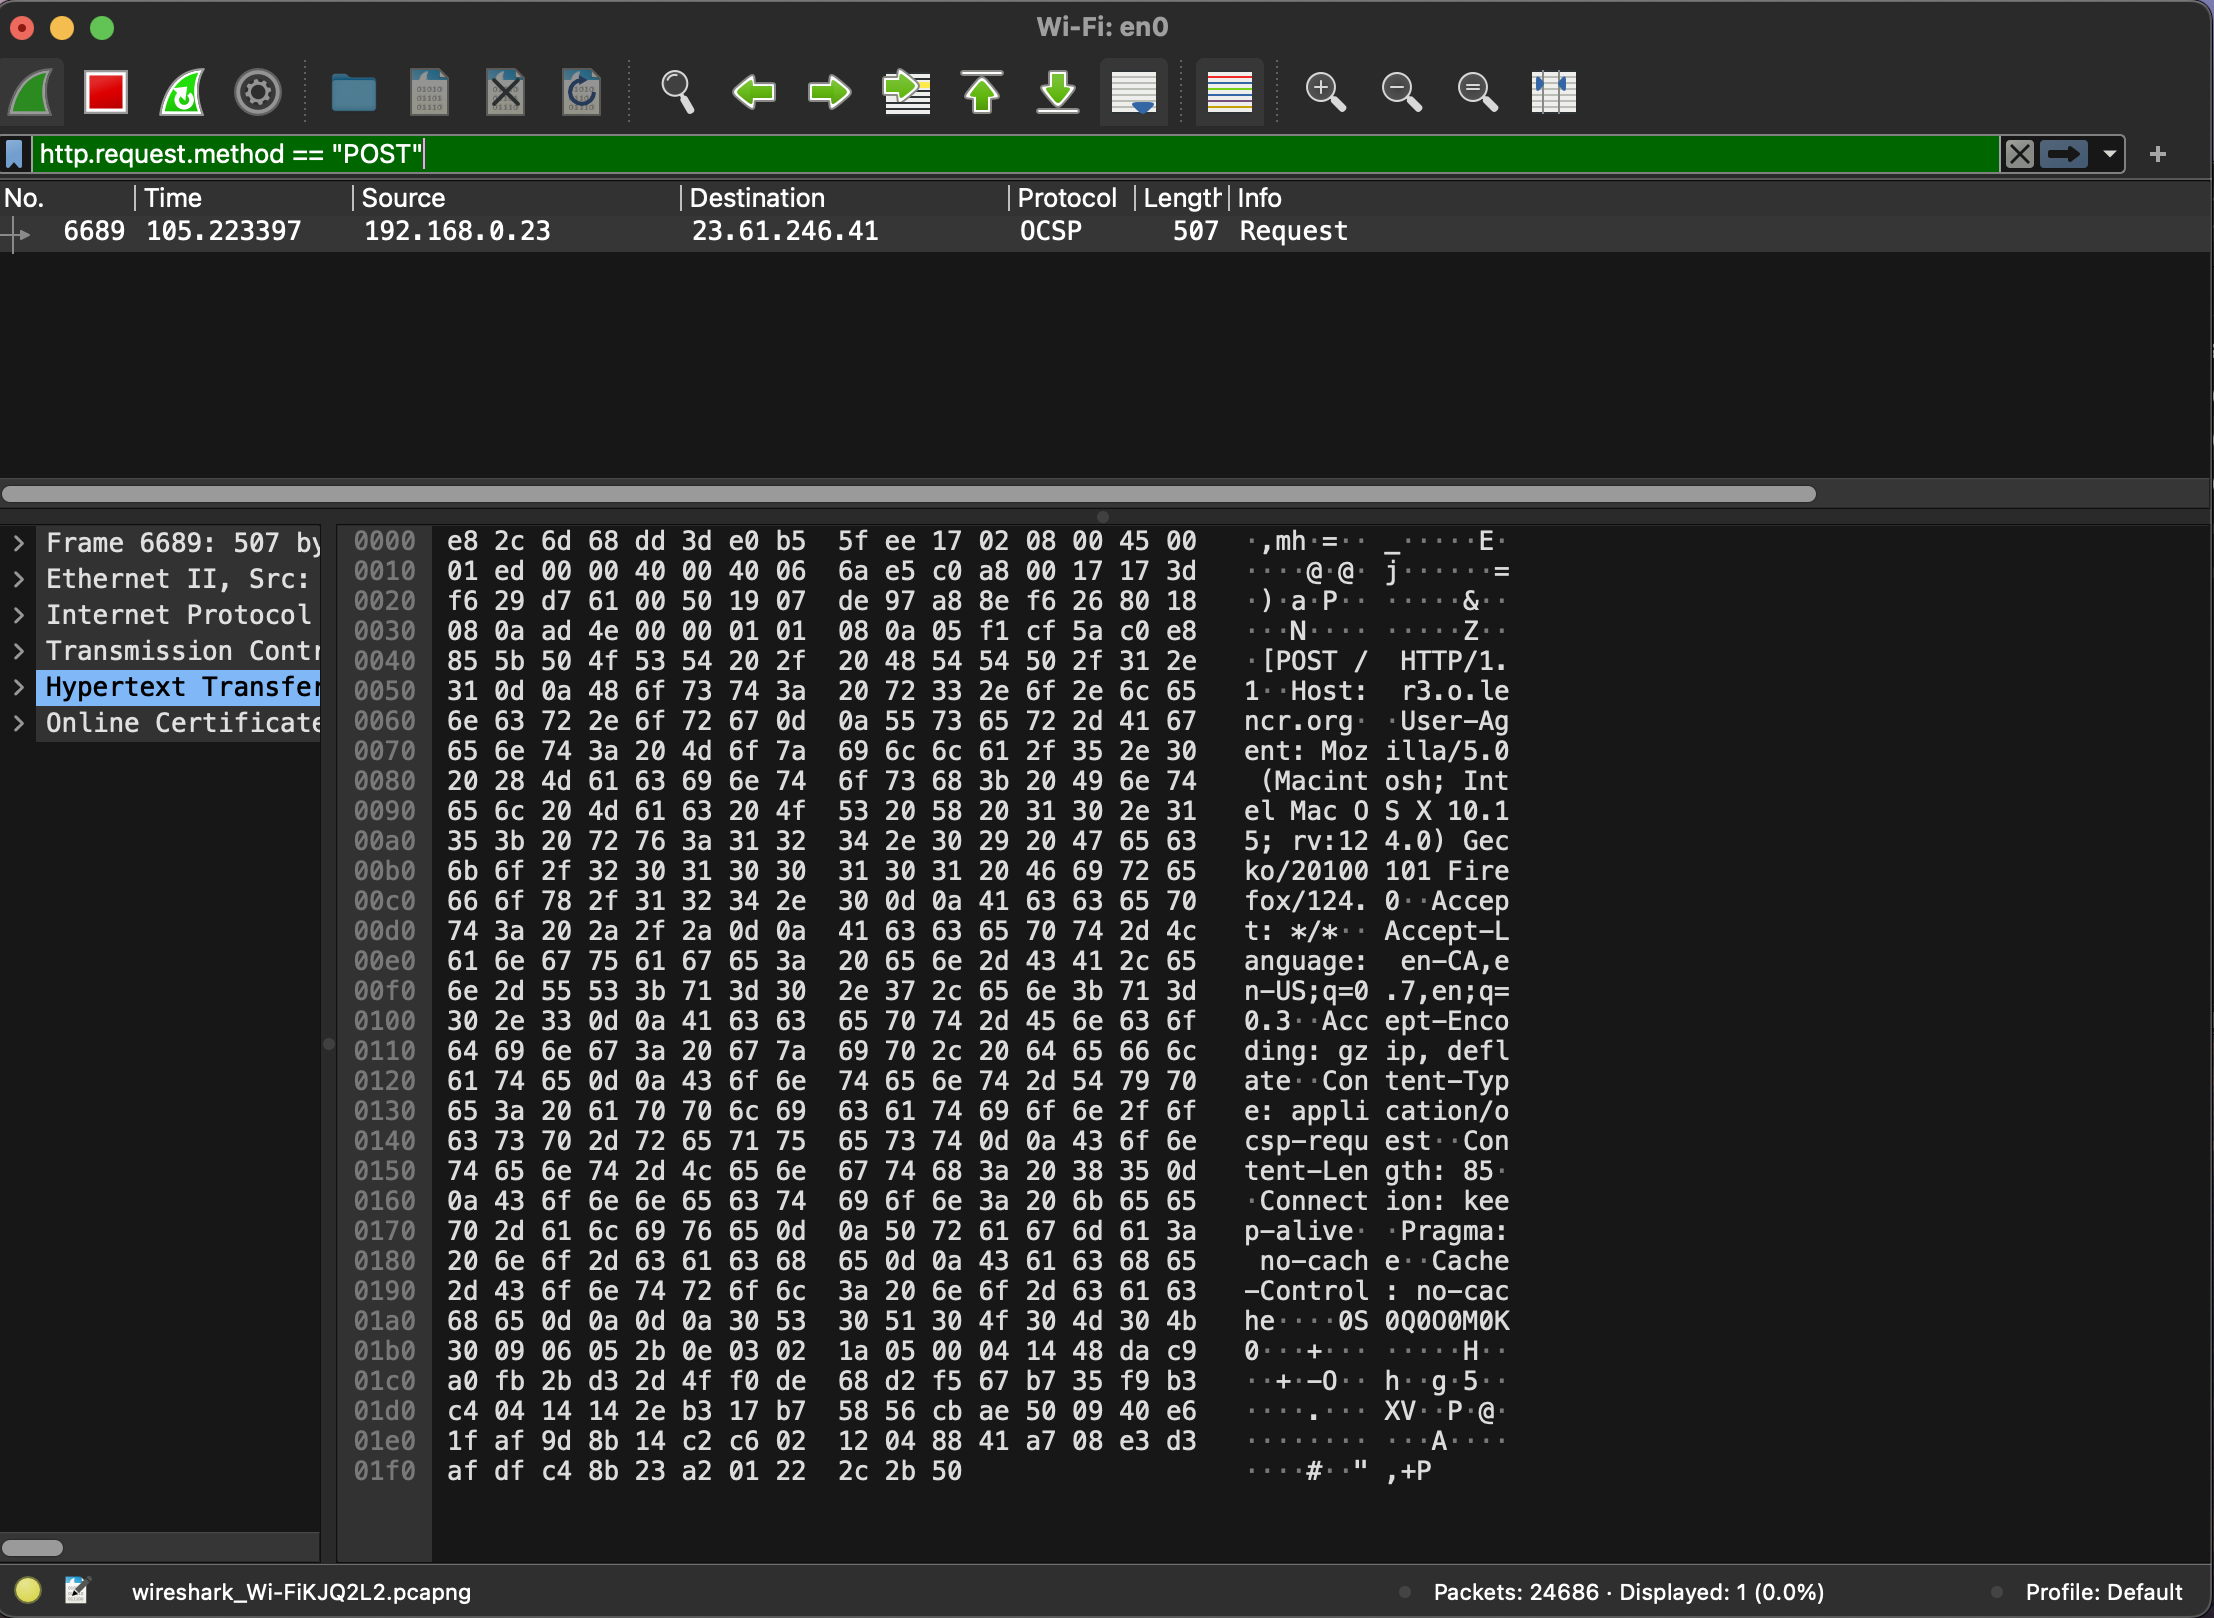 Wi-Fi: en0
http.request.method == "POST"
No. Time Source Destination Protocol Length Info
6689 105.223397 192.168.0.23 23.61.246.41 OCSP 507 Request
Frame 6689: 507 by
Ethernet II, Src:
Internet Protocol
Transmission Contr
Hypertext Transfer
Online Certificate
0000 e8 2c 6d 68 dd 3d e0 b5 5f ee 17 02 08 00 45 00 ·,mh·=·· _·····E·
0010 01 ed 00 00 40 00 40 06 6a e5 c0 a8 00 17 17 3d ····@·@· j······=
0020 f6 29 d7 61 00 50 19 07 de 97 a8 8e f6 26 80 18 ·)·a·P·· ·····&··
0030 08 0a ad 4e 00 00 01 01 08 0a 05 f1 cf 5a c0 e8 ···N···· ·····Z··
0040 85 5b 50 4f 53 54 20 2f 20 48 54 54 50 2f 31 2e ·[POST /  HTTP/1.
0050 31 0d 0a 48 6f 73 74 3a 20 72 33 2e 6f 2e 6c 65 1··Host:  r3.o.le
0060 6e 63 72 2e 6f 72 67 0d 0a 55 73 65 72 2d 41 67 ncr.org· ·User-Ag
0070 65 6e 74 3a 20 4d 6f 7a 69 6c 6c 61 2f 35 2e 30 ent: Moz illa/5.0
0080 20 28 4d 61 63 69 6e 74 6f 73 68 3b 20 49 6e 74 (Macint osh; Int
0090 65 6c 20 4d 61 63 20 4f 53 20 58 20 31 30 2e 31 el Mac O S X 10.1
00a0 35 3b 20 72 76 3a 31 32 34 2e 30 29 20 47 65 63 5; rv:12 4.0) Gec
00b0 6b 6f 2f 32 30 31 30 30 31 30 31 20 46 69 72 65 ko/20100 101 Fire
00c0 66 6f 78 2f 31 32 34 2e 30 0d 0a 41 63 63 65 70 fox/124. 0··Accep
00d0 74 3a 20 2a 2f 2a 0d 0a 41 63 63 65 70 74 2d 4c t: */*·· Accept-L
00e0 61 6e 67 75 61 67 65 3a 20 65 6e 2d 43 41 2c 65 anguage:  en-CA,e
00f0 6e 2d 55 53 3b 71 3d 30 2e 37 2c 65 6e 3b 71 3d n-US;q=0 .7,en;q=
0100 30 2e 33 0d 0a 41 63 63 65 70 74 2d 45 6e 63 6f 0.3··Acc ept-Enco
0110 64 69 6e 67 3a 20 67 7a 69 70 2c 20 64 65 66 6c ding: gz ip, defl
0120 61 74 65 0d 0a 43 6f 6e 74 65 6e 74 2d 54 79 70 ate··Con tent-Typ
0130 65 3a 20 61 70 70 6c 69 63 61 74 69 6f 6e 2f 6f e: appli cation/o
0140 63 73 70 2d 72 65 71 75 65 73 74 0d 0a 43 6f 6e csp-requ est··Con
0150 74 65 6e 74 2d 4c 65 6e 67 74 68 3a 20 38 35 0d tent-Len gth: 85·
0160 0a 43 6f 6e 6e 65 63 74 69 6f 6e 3a 20 6b 65 65 ·Connect ion: kee
0170 70 2d 61 6c 69 76 65 0d 0a 50 72 61 67 6d 61 3a p-alive· ·Pragma:
0180 20 6e 6f 2d 63 61 63 68 65 0d 0a 43 61 63 68 65 no-cach e··Cache
0190 2d 43 6f 6e 74 72 6f 6c 3a 20 6e 6f 2d 63 61 63 -Control : no-cac
01a0 68 65 0d 0a 0d 0a 30 53 30 51 30 4f 30 4d 30 4b he····0S 0Q0O0M0K
01b0 30 09 06 05 2b 0e 03 02 1a 05 00 04 14 48 da c9 0···+··· ·····H··
01c0 a0 fb 2b d3 2d 4f f0 de 68 d2 f5 67 b7 35 f9 b3 ··+·-O·· h··g·5··
01d0 c4 04 14 14 2e b3 17 b7 58 56 cb ae 50 09 40 e6 ····.··· XV··P·@·
01e0 1f af 9d 8b 14 c2 c6 02 12 04 88 41 a7 08 e3 d3 ········ ···A····
01f0 af df c4 8b 23 a2 01 22 2c 2b 50 ····#··" ,+P
wireshark_Wi-FiKJQ2L2.pcapng Packets: 24686 · Displayed: 1 (0.0%) Profile: Default